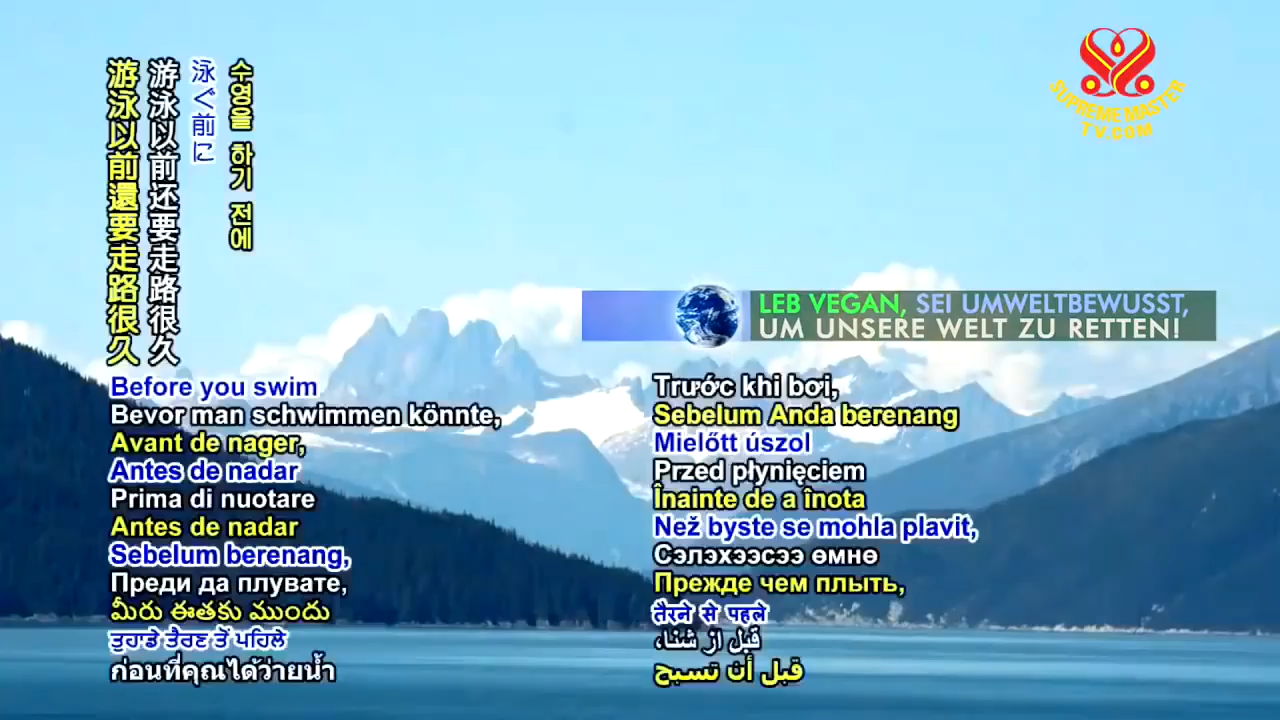 游泳以前還要走路很久
游泳以前还要走路很久
泳ぐ前に
수영을 하기 전에
SUPREME MASTER
TV.COM
LEB VEGAN, SEI UMWELTBEWUSST,
UM UNSERE WELT ZU RETTEN!
Before you swim
Bevor man schwimmen könnte,
Avant de nager,
Antes de nadar
Prima di nuotare
Antes de nadar
Sebelum berenang,
Преди да плувате,
మీరు ఈతకు ముందు
ਤੁਹਾਡੇ ਤੈਰਣ ਤੋਂ ਪਹਿਲੇ
ก่อนที่คุณได้ว่ายน้ำ
Trước khi bơi,
Sebelum Anda berenang
Mielőtt úszol
Przed płynięciem
Înainte de a înota
Než byste se mohla plavit,
Сэлэхээсээ өмнө
Прежде чем плыть,
तैरने से पहले
قبل از شنا،
قبل أن تسبح